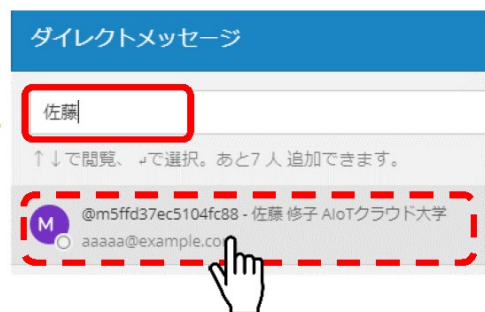 ダイレクトメッセージ
佐藤
↑↓で閲覧、↲で選択。あと7人 追加できます。
M
@m5ffd37ec5104fc88 - 佐藤 修子 AIoTクラウド大学
aaaaa@example.com